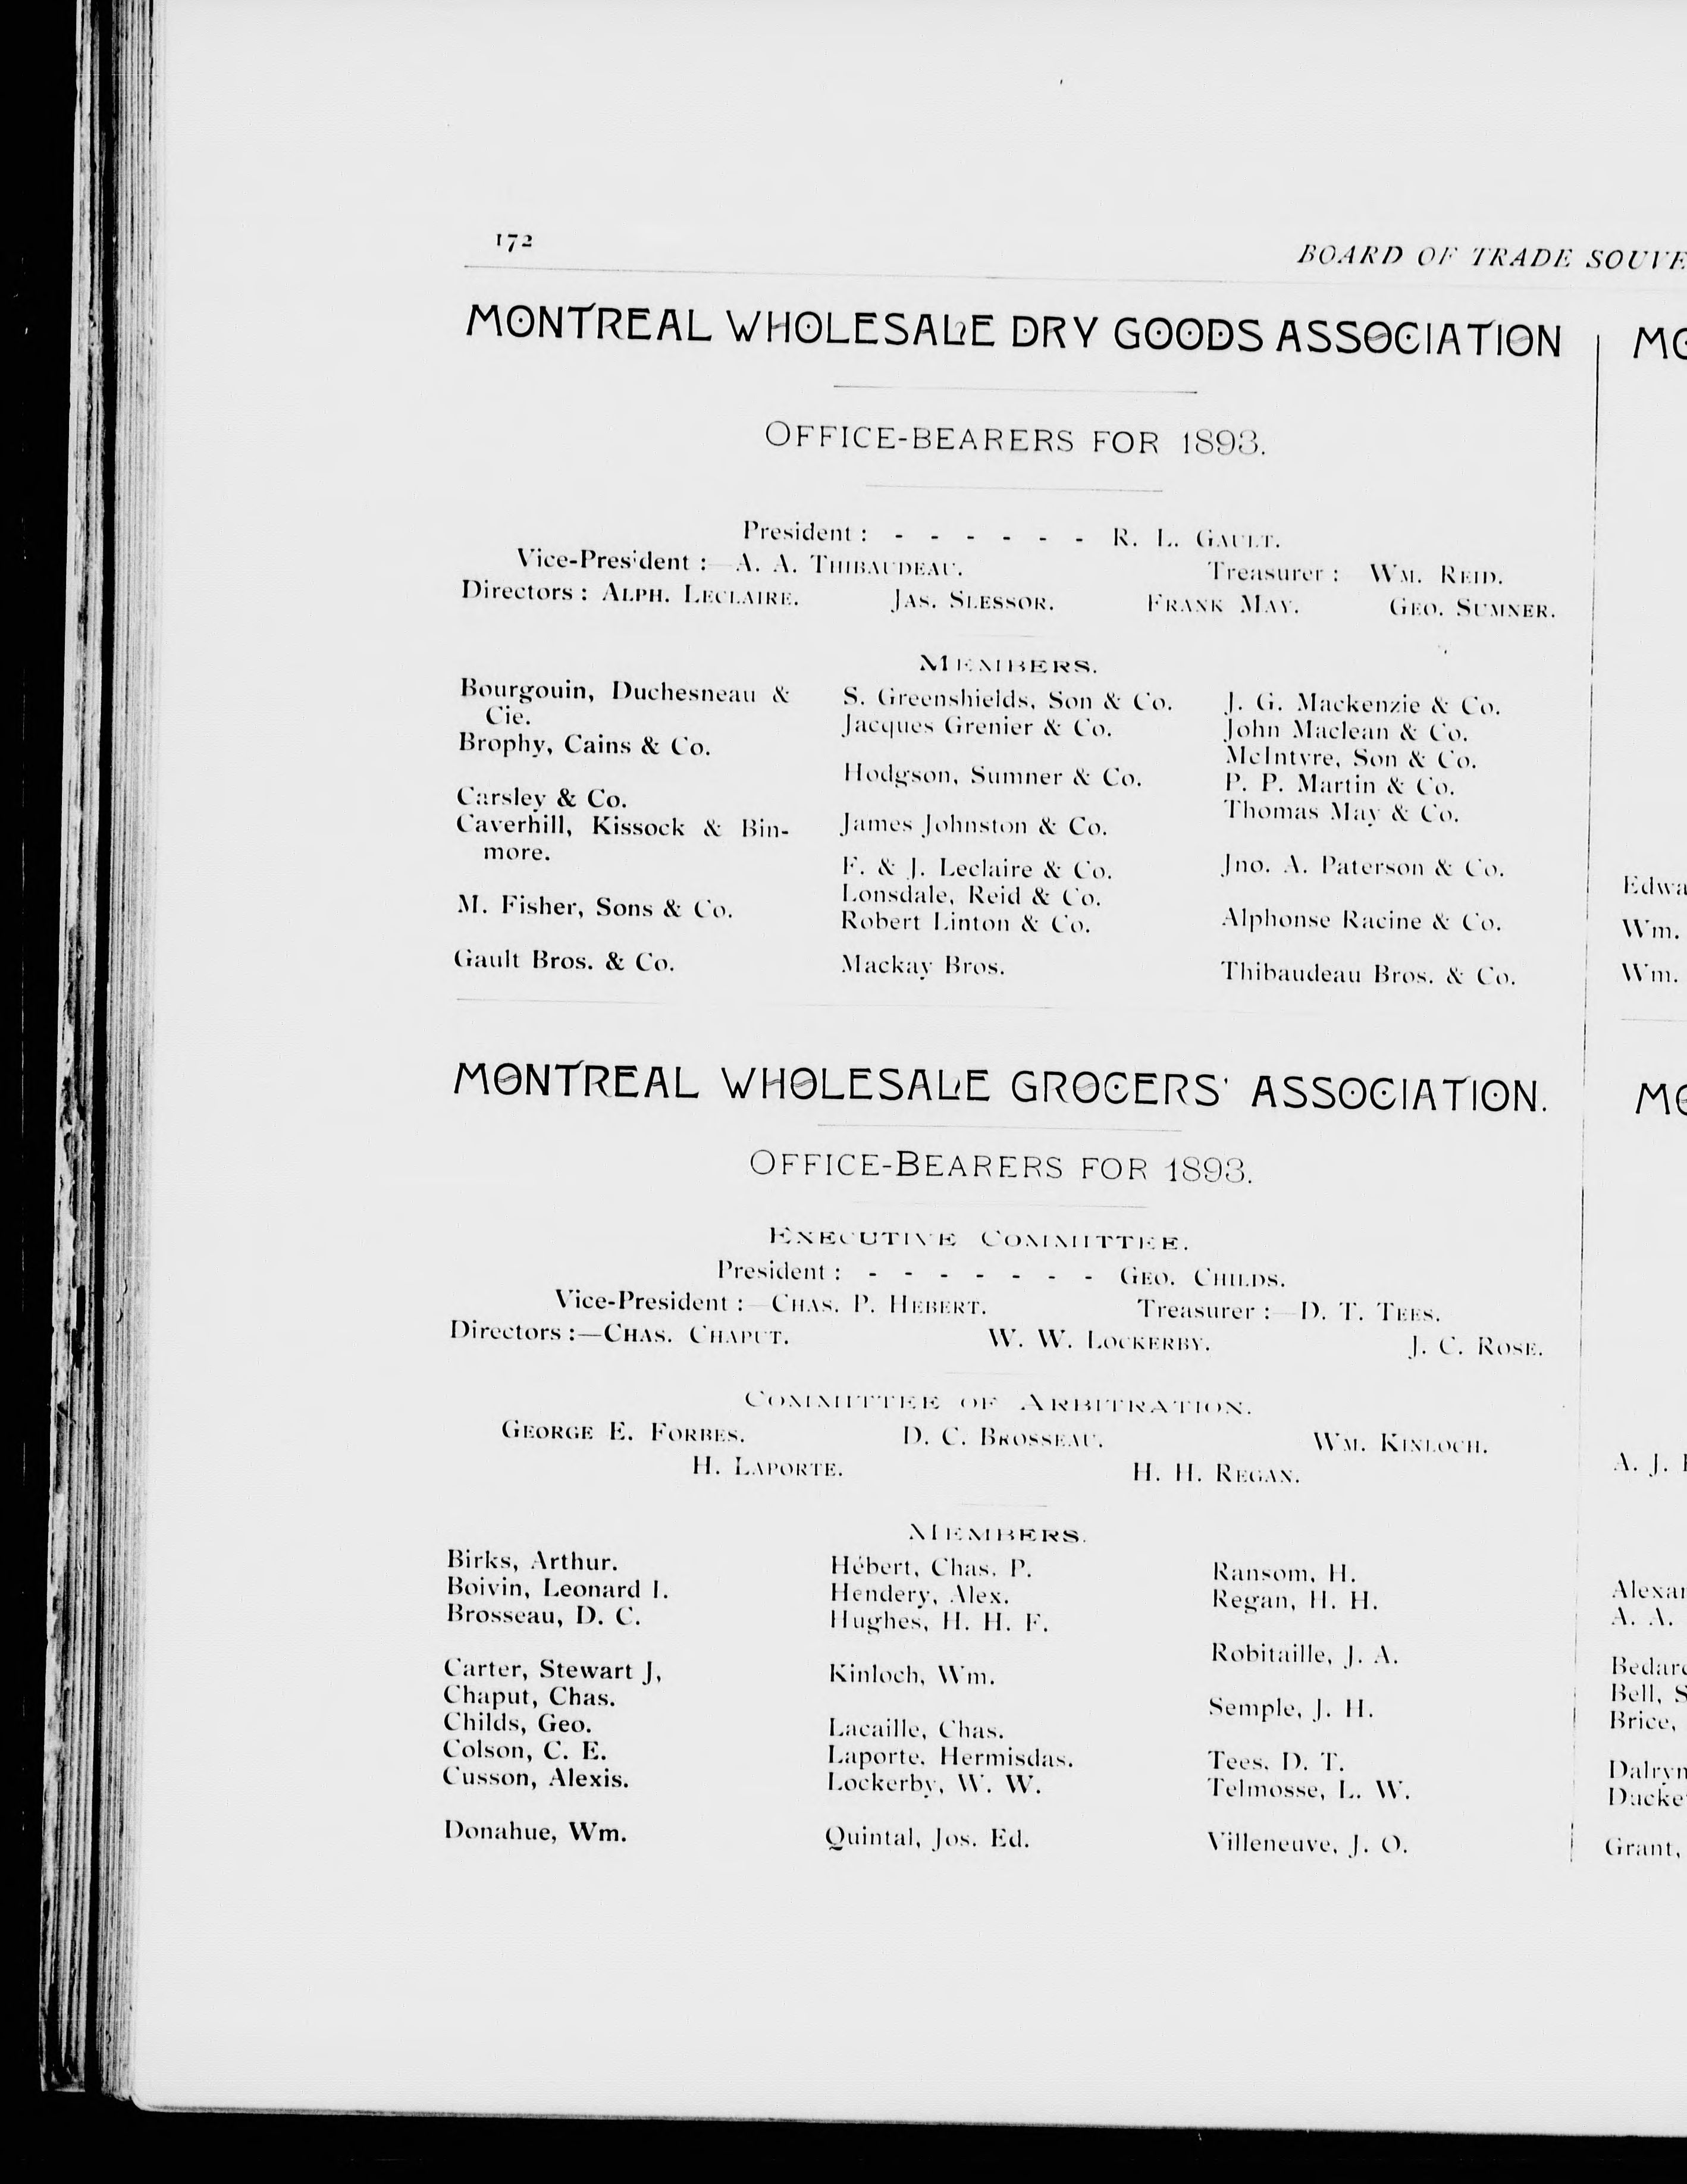 172
BOARD OF TRADE SOUVE
MONTREAL WHOLESALE DRY GOODS ASSOCIATION
OFFICE-BEARERS FOR 1893.
President : - - - - - - R. L. GAULT.
Vice-President :—A. A. THIBAUDEAU. Treasurer : WM. REID.
Directors : ALPH. LECLAIRE. JAS. SLESSOR. FRANK MAY. GEO. SUMNER.
MEMBERS.
Bourgouin, Duchesneau &
Cie.
Brophy, Cains & Co.
Carsley & Co.
Caverhill, Kissock & Bin-
more.
M. Fisher, Sons & Co.
Gault Bros. & Co.
S. Greenshields, Son & Co.
Jacques Grenier & Co.
Hodgson, Sumner & Co.
James Johnston & Co.
F. & J. Leclaire & Co.
Lonsdale, Reid & Co.
Robert Linton & Co.
Mackay Bros.
J. G. Mackenzie & Co.
John Maclean & Co.
McIntyre, Son & Co.
P. P. Martin & Co.
Thomas May & Co.
Jno. A. Paterson & Co.
Alphonse Racine & Co.
Thibaudeau Bros. & Co.
MONTREAL WHOLESALE GROCERS' ASSOCIATION.
OFFICE-BEARERS FOR 1893.
EXECUTIVE COMMITTEE.
President : - - - - - - - GEO. CHILDS.
Vice-President :—CHAS. P. HEBERT. Treasurer :—D. T. TEES.
Directors :—CHAS. CHAPUT. W. W. LOCKERBY. J. C. ROSE.
COMMITTEE OF ARBITRATION.
GEORGE E. FORBES. D. C. BROSSEAU. WM. KINLOCH.
H. LAPORTE. H. H. REGAN.
MEMBERS.
Birks, Arthur.
Boivin, Leonard I.
Brosseau, D. C.
Carter, Stewart J,
Chaput, Chas.
Childs, Geo.
Colson, C. E.
Cusson, Alexis.
Donahue, Wm.
Hébert, Chas. P.
Hendery, Alex.
Hughes, H. H. F.
Kinloch, Wm.
Lacaille, Chas.
Laporte. Hermisdas.
Lockerby, W. W.
Quintal, Jos. Ed.
Ransom, H.
Regan, H. H.
Robitaille, J. A.
Semple, J. H.
Tees. D. T.
Telmosse, L. W.
Villeneuve, J. O.
Edwa
Wm.
Wm.
A. J.
Alexan
A. A.
Bell, S
Brice,
Grant,